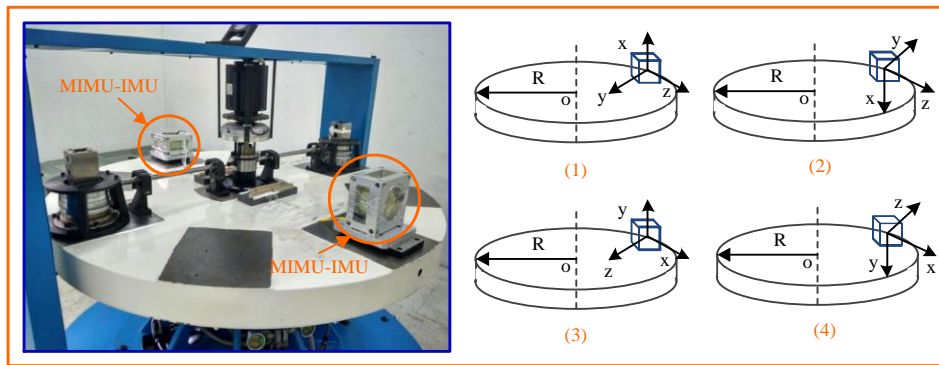 MIMU-IMU
MIMU-IMU
R
o
x
y
z
(1)
R
o
y
x
z
(2)
R
o
y
z
x
(3)
R
o
z
y
x
(4)